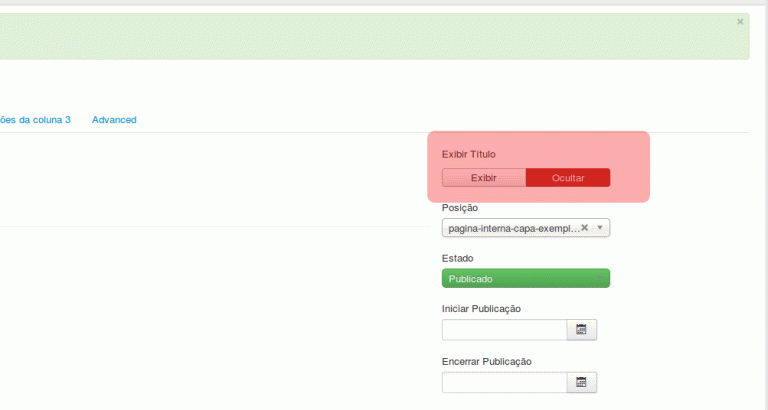 ões da coluna 3 Advanced
Exibir Título
Exibir Ocultar
Posição
pagina-interna-capa-exempl...
Estado
Publicado
Iniciar Publicação
Encerrar Publicação